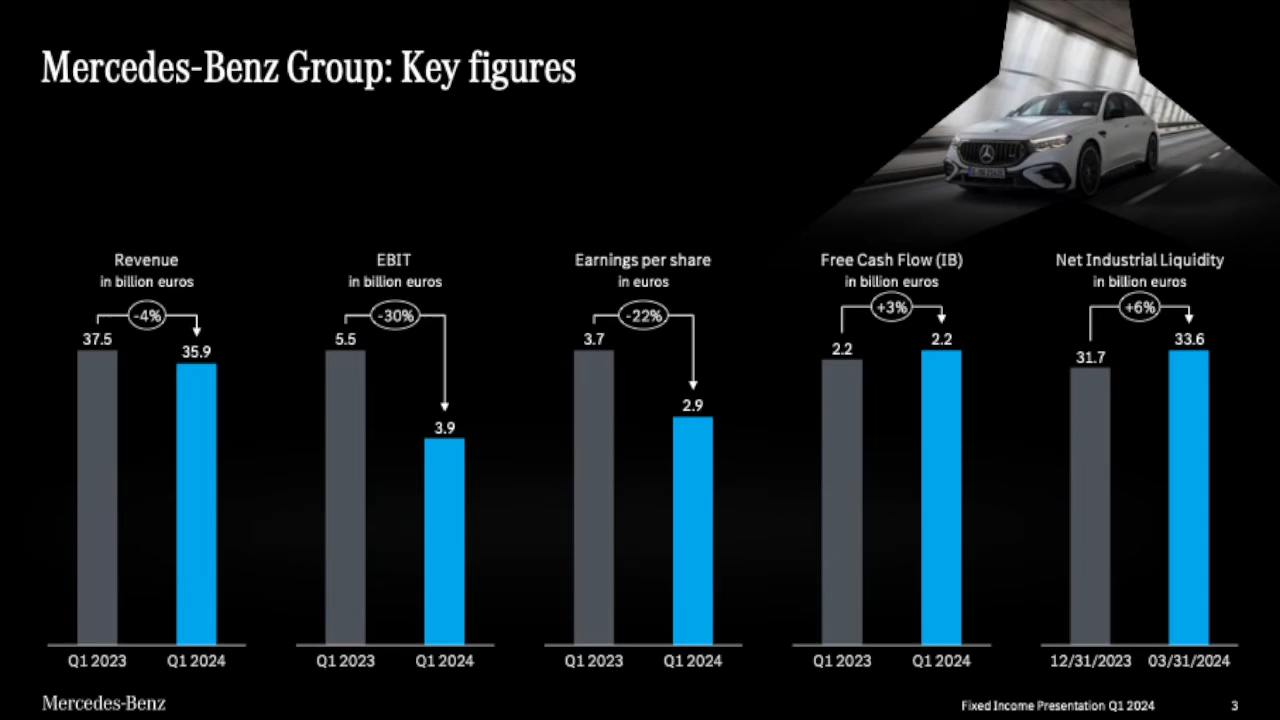 Mercedes-Benz Group: Key figures
Revenue
in billion euros
-4%
37.5
35.9
Q1 2023
Q1 2024
EBIT
in billion euros
-30%
5.5
3.9
Q1 2023
Q1 2024
Earnings per share
in euros
-22%
3.7
2.9
Q1 2023
Q1 2024
Free Cash Flow (IB)
in billion euros
+3%
2.2
2.2
Q1 2023
Q1 2024
Net Industrial Liquidity
in billion euros
+6%
31.7
33.6
12/31/2023
03/31/2024
Mercedes-Benz
Fixed Income Presentation Q1 2024
3